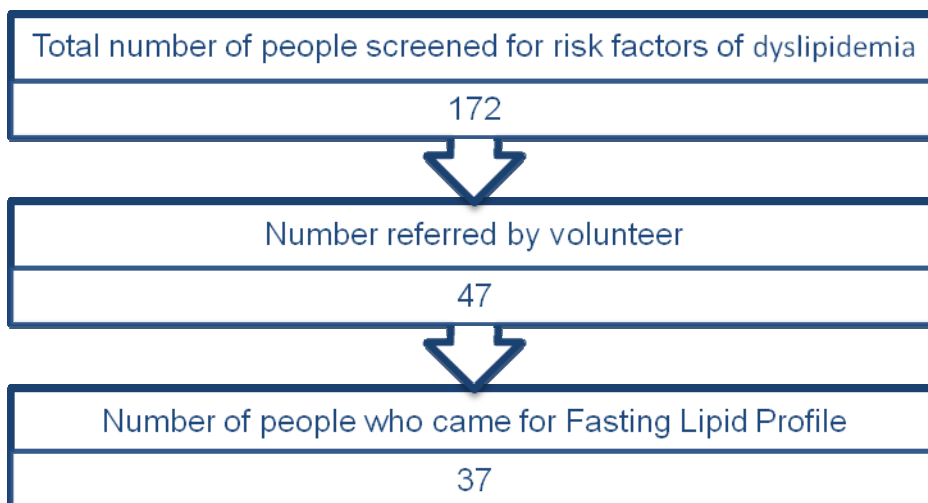 Total number of people screened for risk factors of dyslipidemia
172
Number referred by volunteer
47
Number of people who came for Fasting Lipid Profile
37